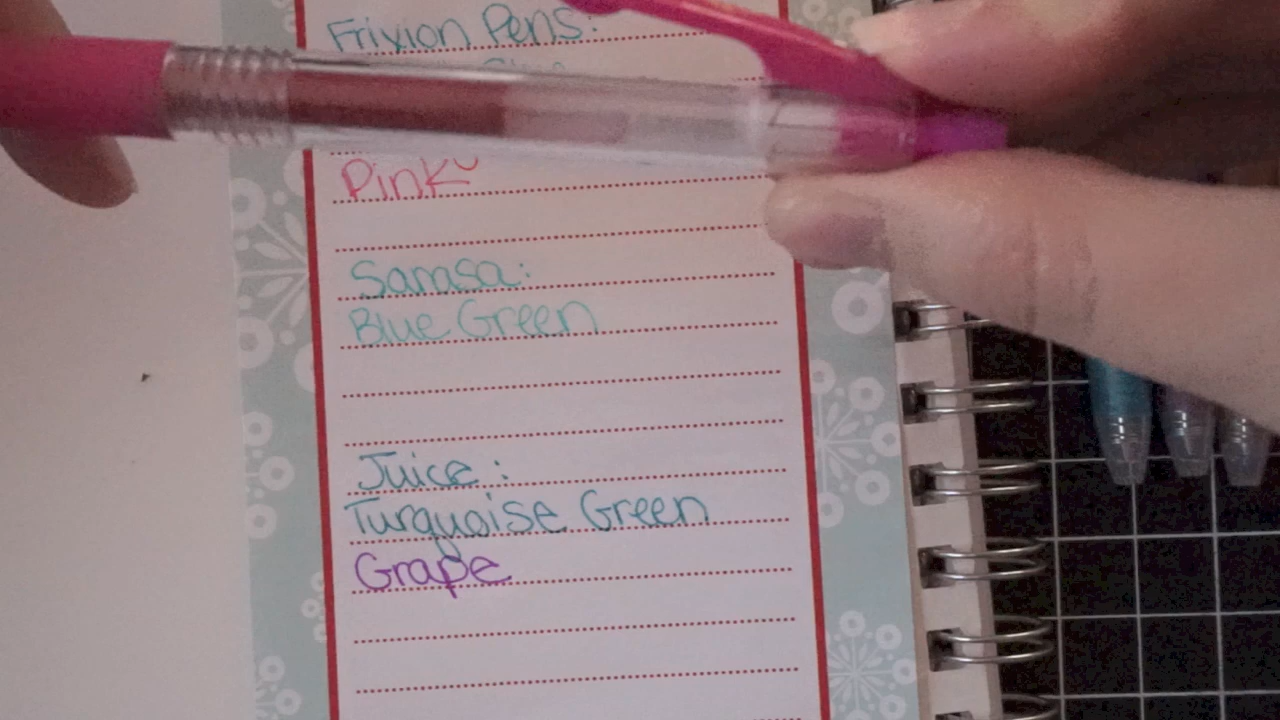 Frixion Pens:
Pink
Sarasa:
Blue Green
Juice :
Turquoise Green
Grape